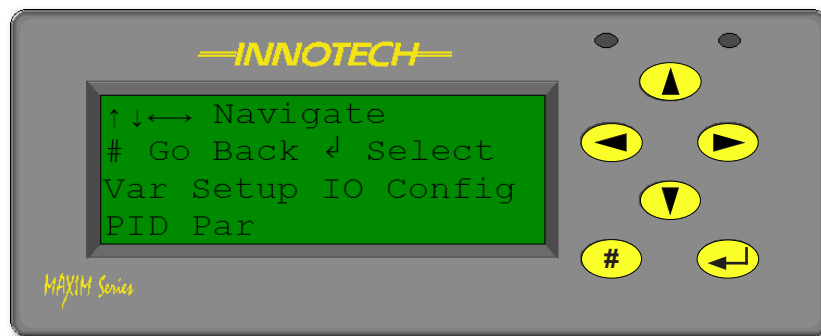 INNOTECH
↑↓←→ Navigate
# Go Back ↲ Select
Var Setup IO Config
PID Par
#
MAXIM Series